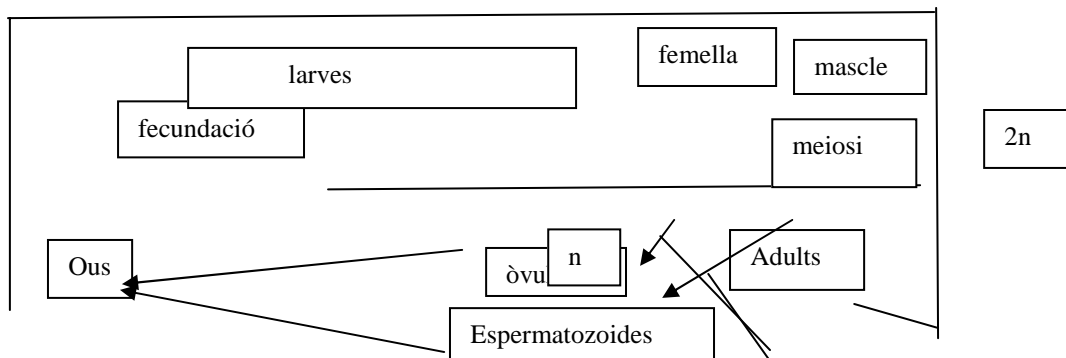 femella
mascle
larves
fecundació
meiosi
2n
Ous
n
Adults
Espermatozoides